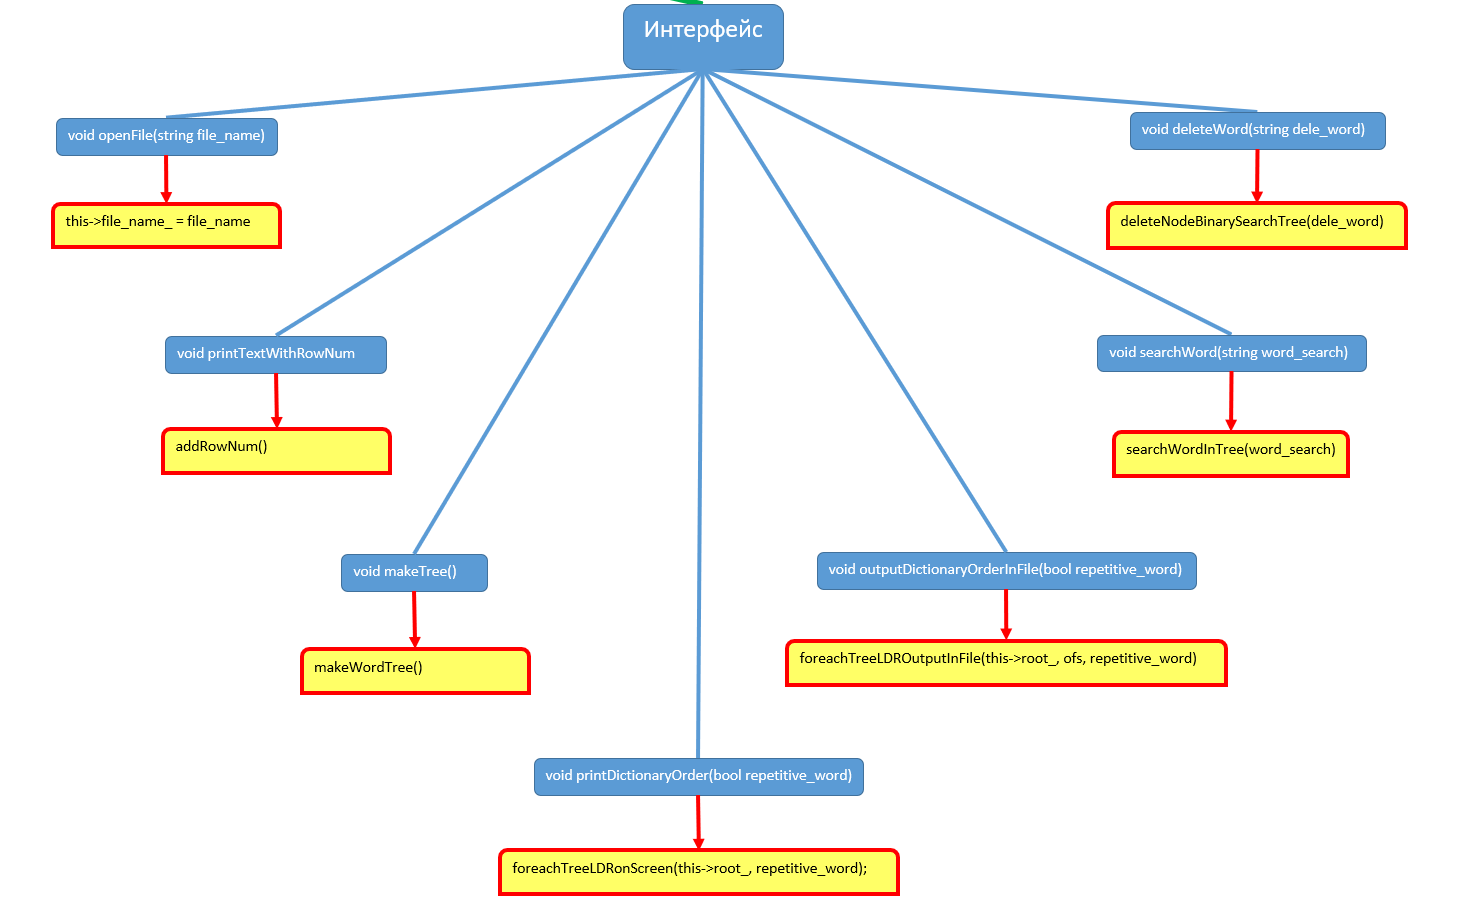 Интерфейс
void openFile(string file_name)
this->file_name_ = file_name
void deleteWord(string dele_word)
deleteNodeBinarySearchTree(dele_word)
void printTextWithRowNum
addRowNum()
void searchWord(string word_search)
searchWordInTree(word_search)
void makeTree()
makeWordTree()
void outputDictionaryOrderInFile(bool repetitive_word)
foreachTreeLDROutputInFile(this->root_, ofs, repetitive_word)
void printDictionaryOrder(bool repetitive_word)
foreachTreeLDRonScreen(this->root_, repetitive_word);